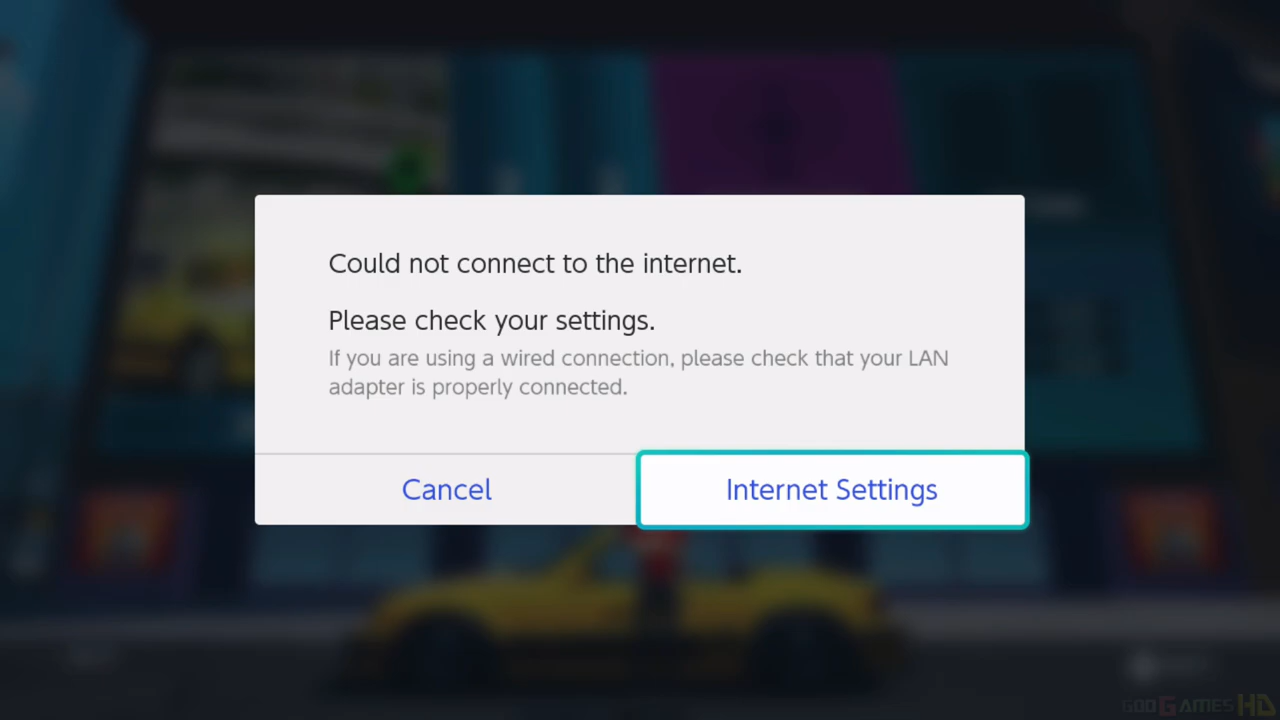 Could not connect to the internet.
Please check your settings.
If you are using a wired connection, please check that your LAN
adapter is properly connected.
Cancel
Internet Settings
GOOGAMESHD